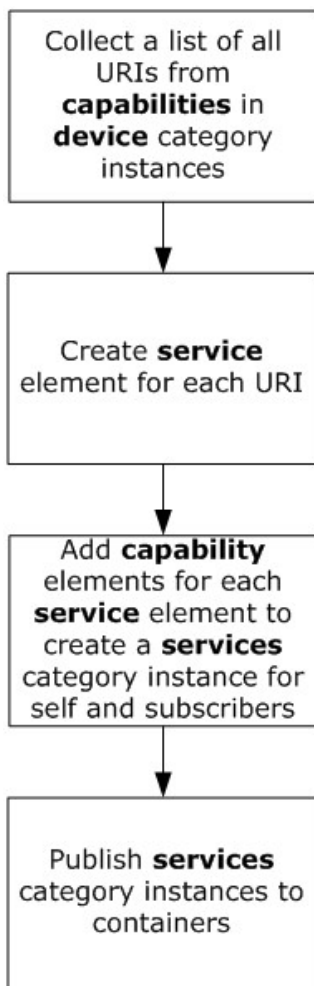 Collect a list of all
URIs from
capabilities in
device category
instances
Create service
element for each URI
Add capability
elements for each
service element to
create a services
category instance for
self and subscribers
Publish services
category instances to
containers